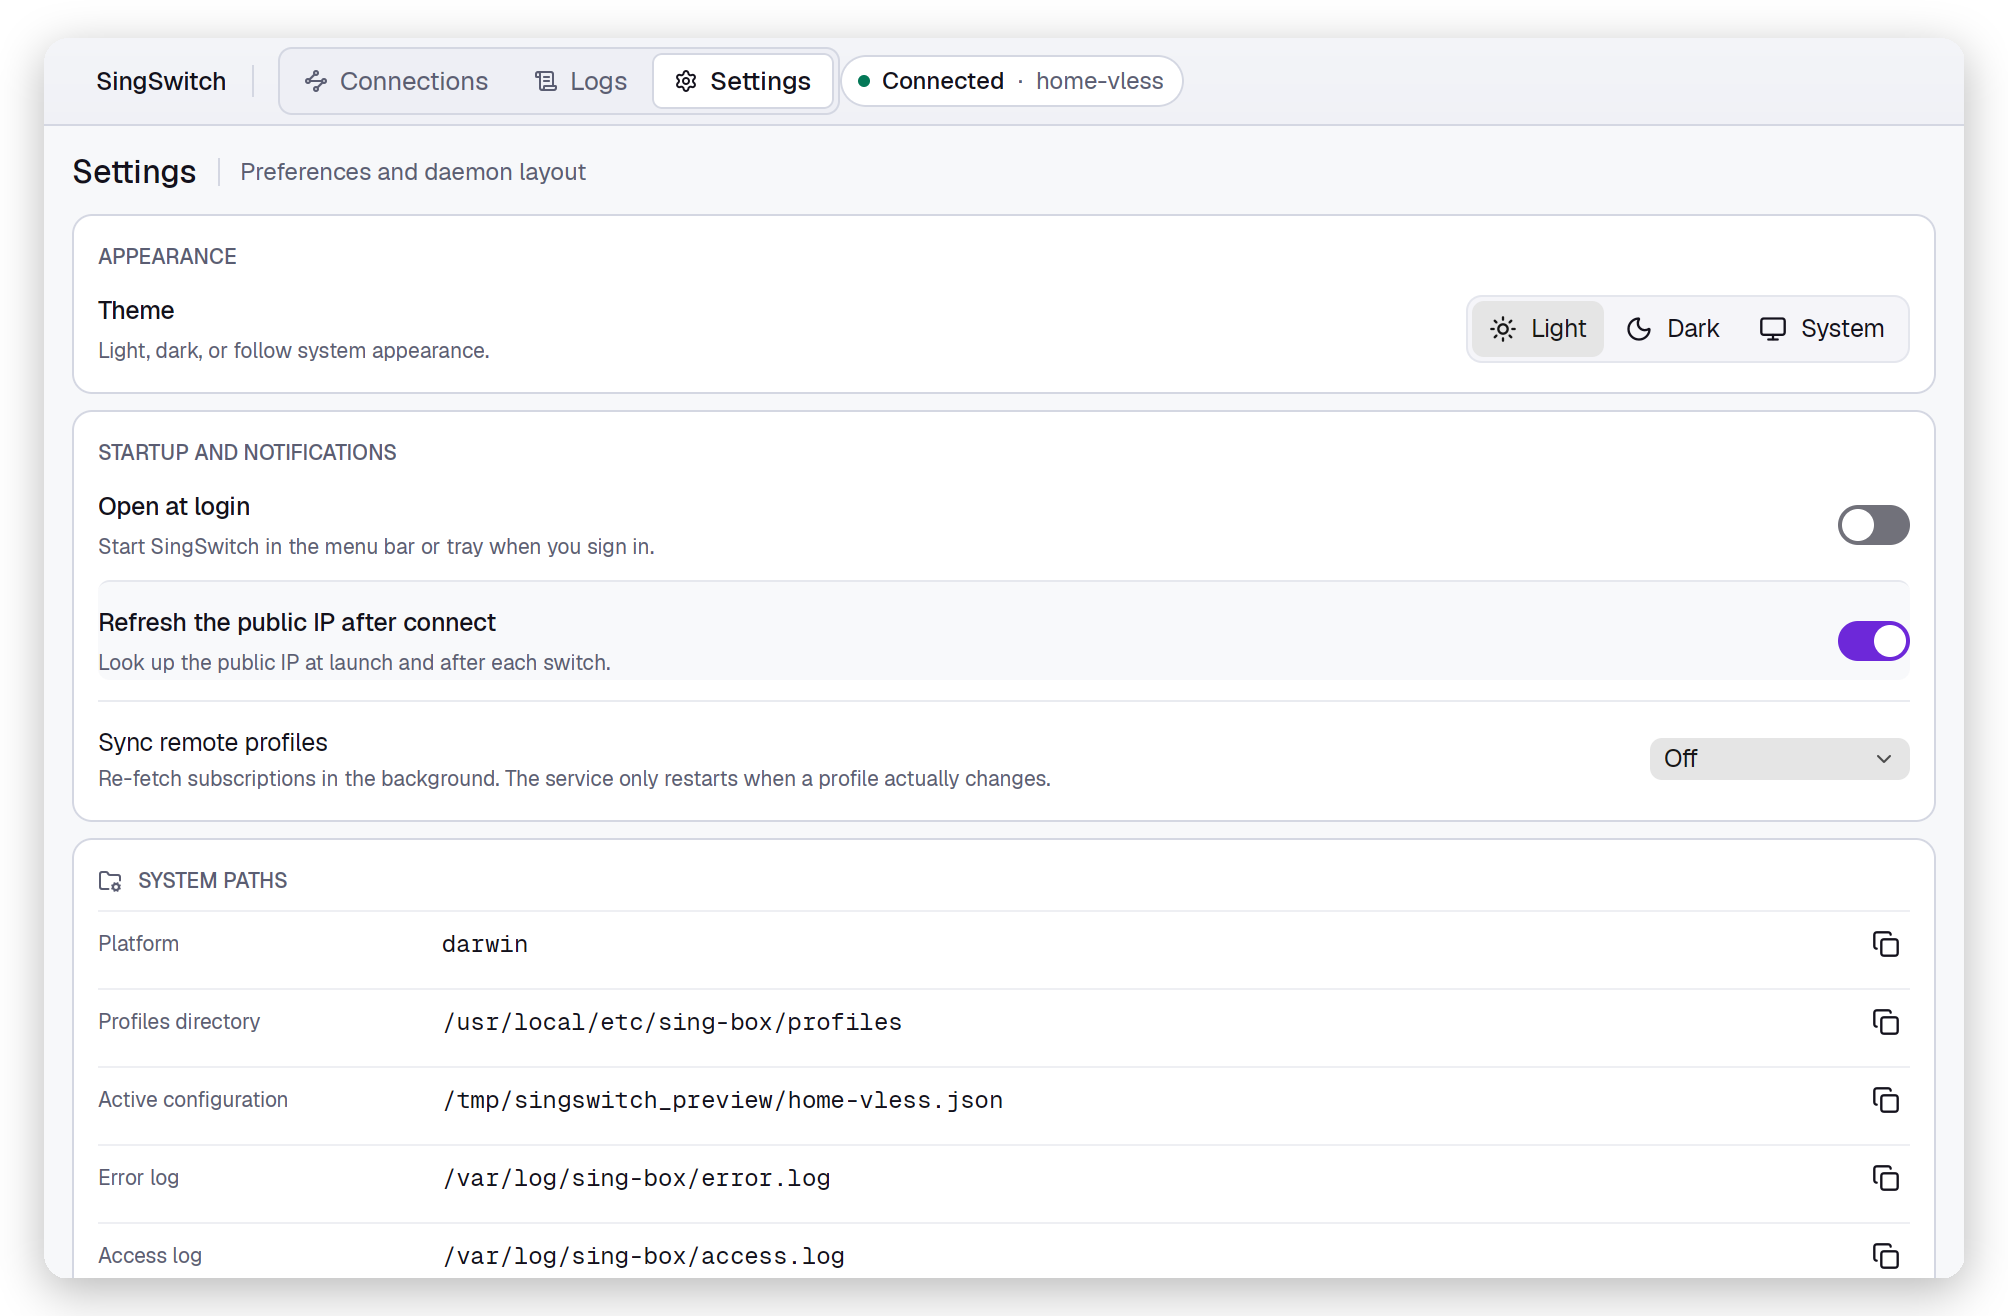 SingSwitch
Connections
Logs
Settings
Connected · home-vless
Settings
Preferences and daemon layout
APPEARANCE
Theme
Light, dark, or follow system appearance.
Light
Dark
System
STARTUP AND NOTIFICATIONS
Open at login
Start SingSwitch in the menu bar or tray when you sign in.
Refresh the public IP after connect
Look up the public IP at launch and after each switch.
Sync remote profiles
Re-fetch subscriptions in the background. The service only restarts when a profile actually changes.
Off
SYSTEM PATHS
Platform
darwin
Profiles directory
/usr/local/etc/sing-box/profiles
Active configuration
/tmp/singswitch_preview/home-vless.json
Error log
/var/log/sing-box/error.log
Access log
/var/log/sing-box/access.log